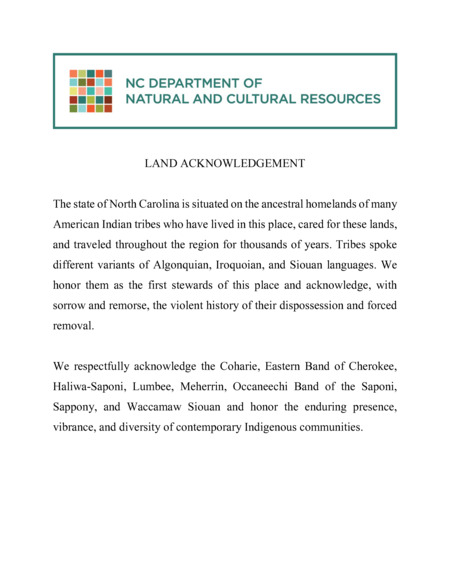 NC DEPARTMENT OF
NATURAL AND CULTURAL RESOURCES
LAND ACKNOWLEDGEMENT
The state of North Carolina is situated on the ancestral homelands of many
American Indian tribes who have lived in this place, cared for these lands,
and traveled throughout the region for thousands of years. Tribes spoke
different variants of Algonquian, Iroquoian, and Siouan languages. We
honor them as the first stewards of this place and acknowledge, with
sorrow and remorse, the violent history of their dispossession and forced
removal.
We respectfully acknowledge the Coharie, Eastern Band of Cherokee,
Haliwa-Saponi, Lumbee, Meherrin, Occaneechi Band of the Saponi,
Sappony, and Waccamaw Siouan and honor the enduring presence,
vibrance, and diversity of contemporary Indigenous communities.